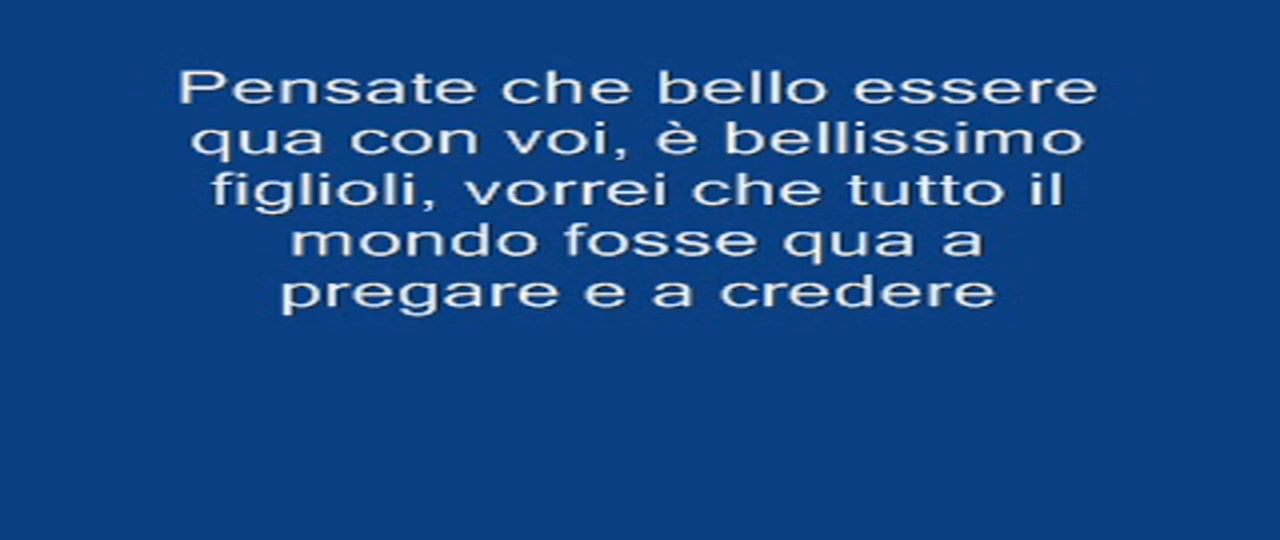 Pensate che bello essere
qua con voi, è bellissimo
figlioli, vorrei che tutto il
mondo fosse qua a
pregare e a credere